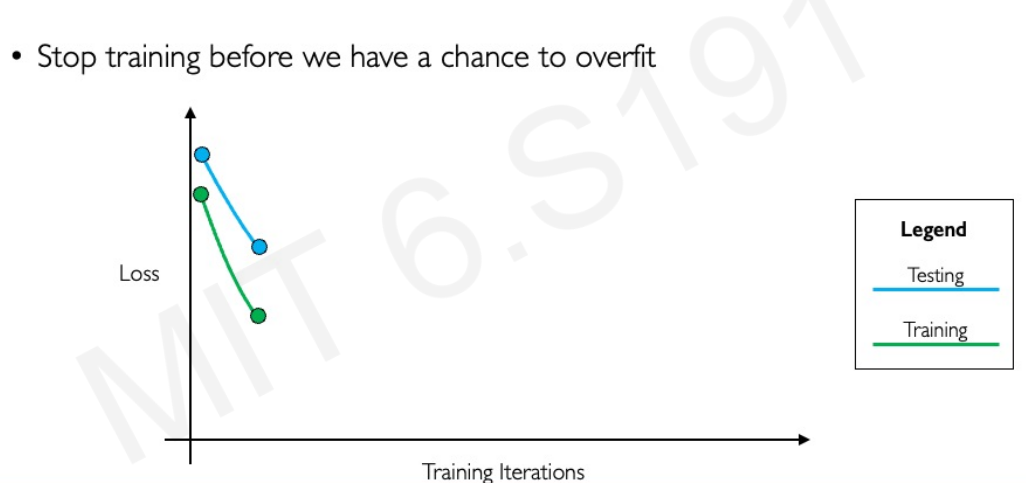 • Stop training before we have a chance to overfit
MIT 6.S191
Loss
Legend
Testing
Training
Training Iterations